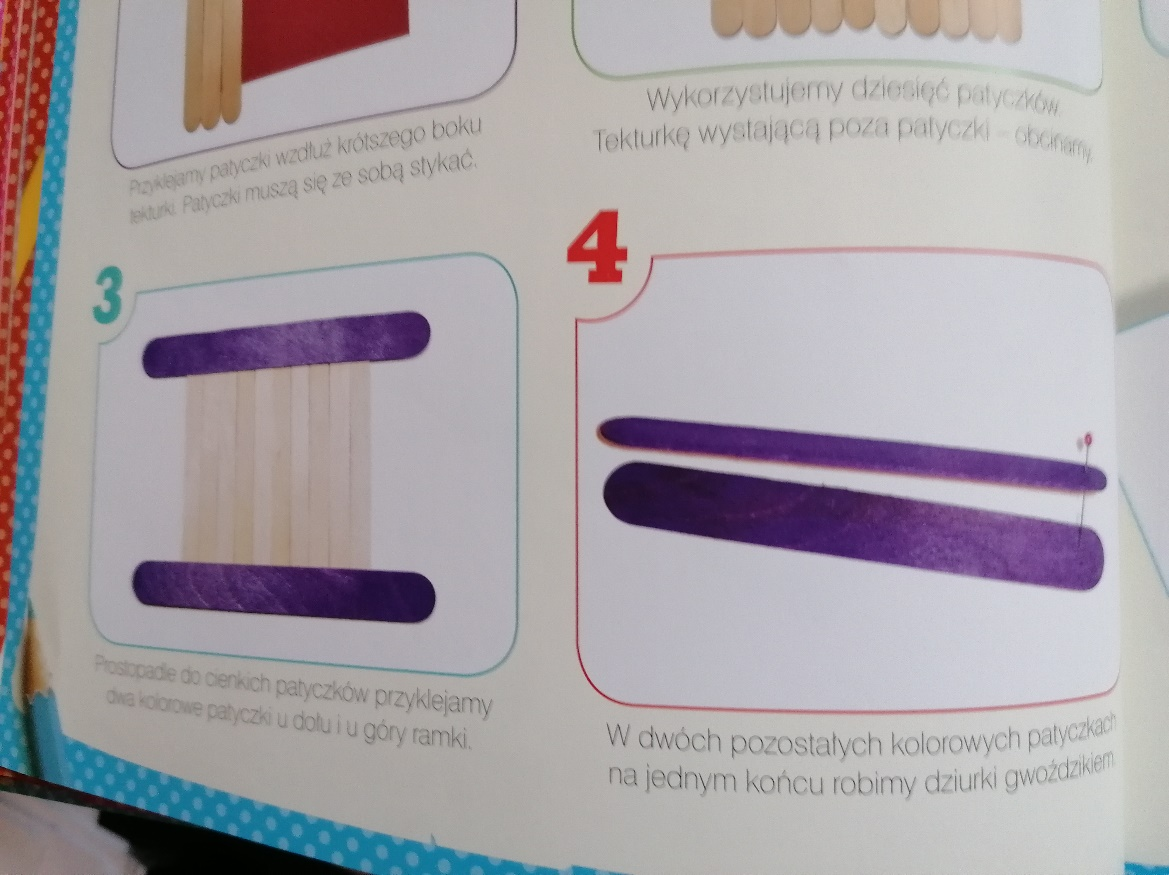 Przyklejamy patyczki wzdłuż krótszego boku
tekturki. Patyczki muszą się ze sobą stykać.
Wykorzystujemy dziesięć patyczków.
Tekturkę wystającą poza patyczki – obcinamy.
3
Prostopadle do cienkich patyczków przyklejamy
dwa kolorowe patyczki u dołu i u góry ramki.
4
W dwóch pozostałych kolorowych patyczkach
na jednym końcu robimy dziurki gwoździkiem